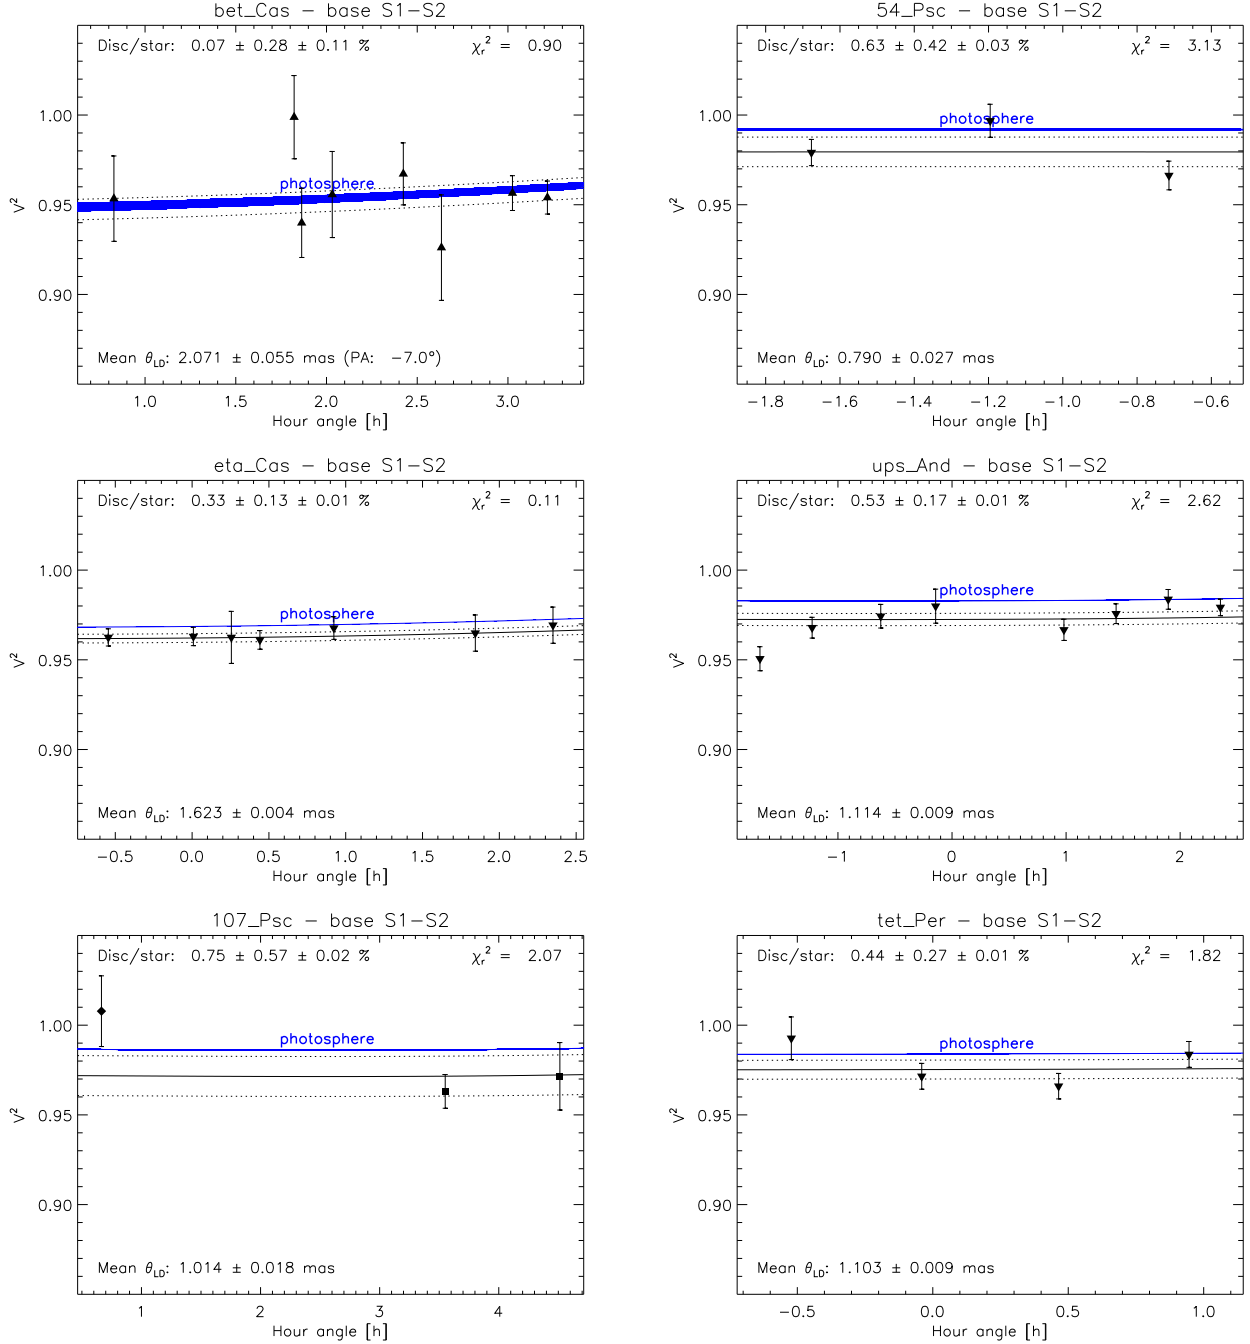 bet_Cas − base S1−S2
Disc/star: 0.07 ± 0.28 ± 0.11 % χr² = 0.90
1.00
photosphere
0.95
V²
0.90
Mean θLD: 2.071 ± 0.055 mas (PA: −7.0°)
1.0 1.5 2.0 2.5 3.0
Hour angle [h]
54_Psc − base S1−S2
Disc/star: 0.63 ± 0.42 ± 0.03 % χr² = 3.13
1.00
photosphere
0.95
V²
0.90
Mean θLD: 0.790 ± 0.027 mas
−1.8 −1.6 −1.4 −1.2 −1.0 −0.8 −0.6
Hour angle [h]
eta_Cas − base S1−S2
Disc/star: 0.33 ± 0.13 ± 0.01 % χr² = 0.11
1.00
photosphere
0.95
V²
0.90
Mean θLD: 1.623 ± 0.004 mas
−0.5 0.0 0.5 1.0 1.5 2.0 2.5
Hour angle [h]
ups_And − base S1−S2
Disc/star: 0.53 ± 0.17 ± 0.01 % χr² = 2.62
1.00
photosphere
0.95
V²
0.90
Mean θLD: 1.114 ± 0.009 mas
−1 0 1 2
Hour angle [h]
107_Psc − base S1−S2
Disc/star: 0.75 ± 0.57 ± 0.02 % χr² = 2.07
1.00
photosphere
0.95
V²
0.90
Mean θLD: 1.014 ± 0.018 mas
1 2 3 4
Hour angle [h]
tet_Per − base S1−S2
Disc/star: 0.44 ± 0.27 ± 0.01 % χr² = 1.82
1.00
photosphere
0.95
V²
0.90
Mean θLD: 1.103 ± 0.009 mas
−0.5 0.0 0.5 1.0
Hour angle [h]